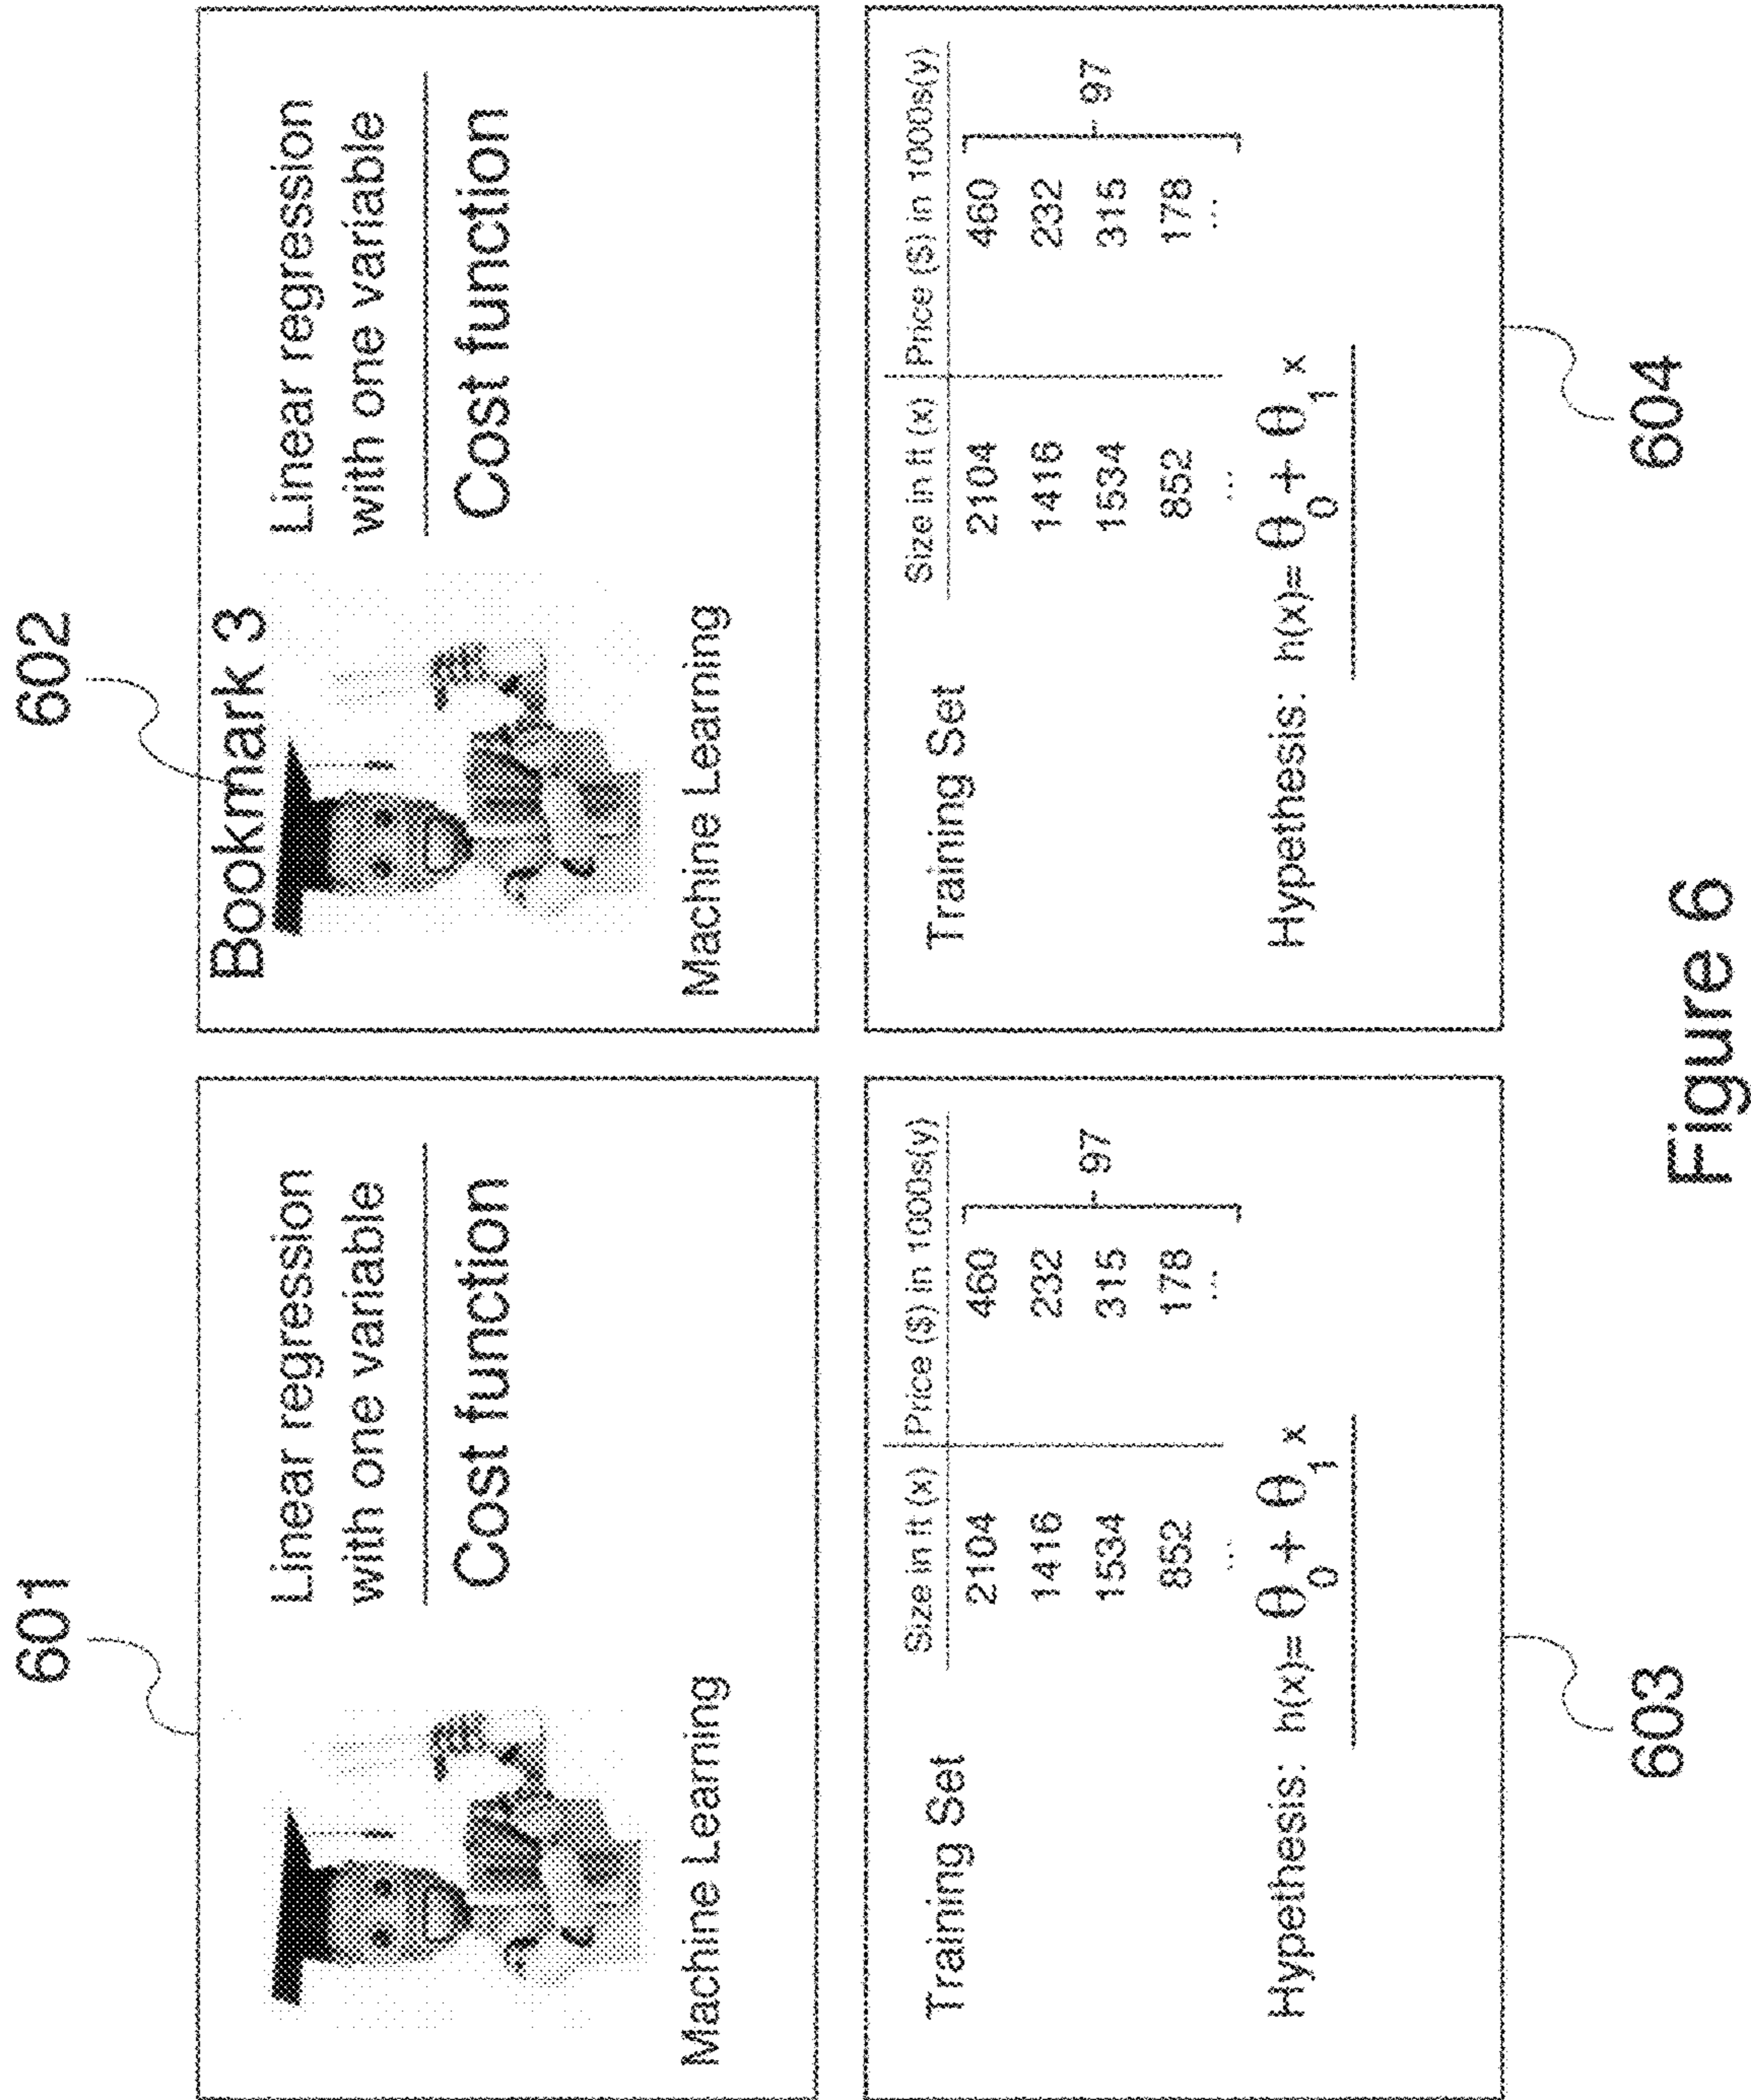 601
602
Linear regression
with one variable
Cost function
Machine Learning
Bookmark 3
Linear regression
with one variable
Cost function
Machine Learning
Training Set
Size in ft (x) Price ($) in 1000s(y)
2104 460
1416 232
1534 315
852 178
... ...
97
Hypethesis: h(x)= θ0 + θ1 x
Training Set
Size in ft (x) Price ($) in 1000s(y)
2104 460
1416 232
1534 315
852 178
... ...
97
Hypethesis: h(x)= θ0 + θ1 x
603
604
Figure 6